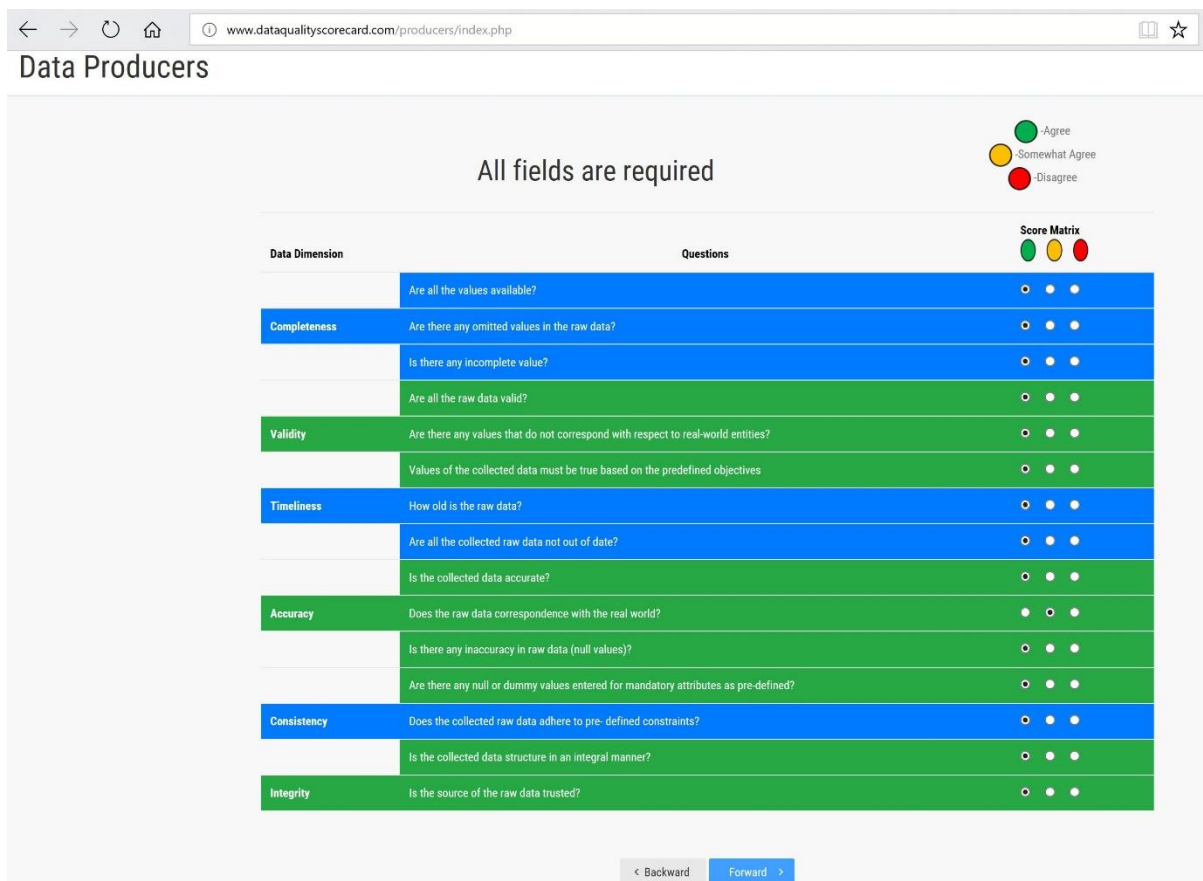 www.dataqualityscorecard.com/producers/index.php
Data Producers
-Agree
-Somewhat Agree
-Disagree
All fields are required
Score Matrix
Data Dimension Questions
Are all the values available?
Completeness Are there any omitted values in the raw data?
Is there any incomplete value?
Are all the raw data valid?
Validity Are there any values that do not correspond with respect to real-world entities?
Values of the collected data must be true based on the predefined objectives
Timeliness How old is the raw data?
Are all the collected raw data not out of date?
Is the collected data accurate?
Accuracy Does the raw data correspondence with the real world?
Is there any inaccuracy in raw data (null values)?
Are there any null or dummy values entered for mandatory attributes as pre-defined?
Consistency Does the collected raw data adhere to pre- defined constraints?
Is the collected data structure in an integral manner?
Integrity Is the source of the raw data trusted?
< Backward Forward >